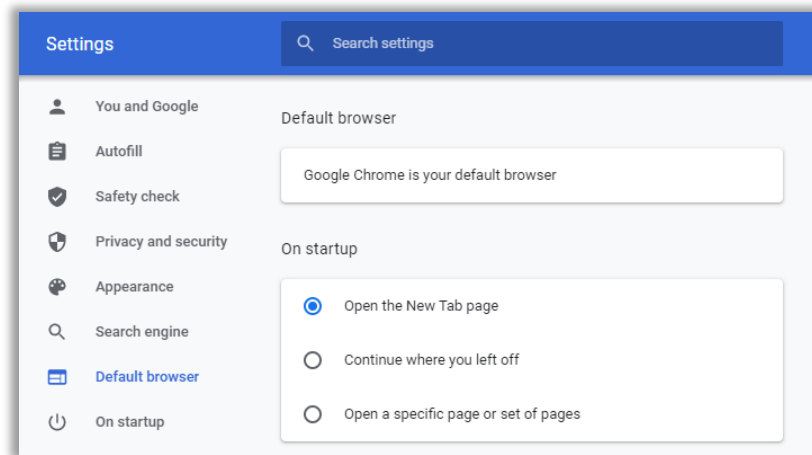 Settings
Search settings
You and Google
Autofill
Safety check
Privacy and security
Appearance
Search engine
Default browser
On startup
Default browser
Google Chrome is your default browser
On startup
Open the New Tab page
Continue where you left off
Open a specific page or set of pages